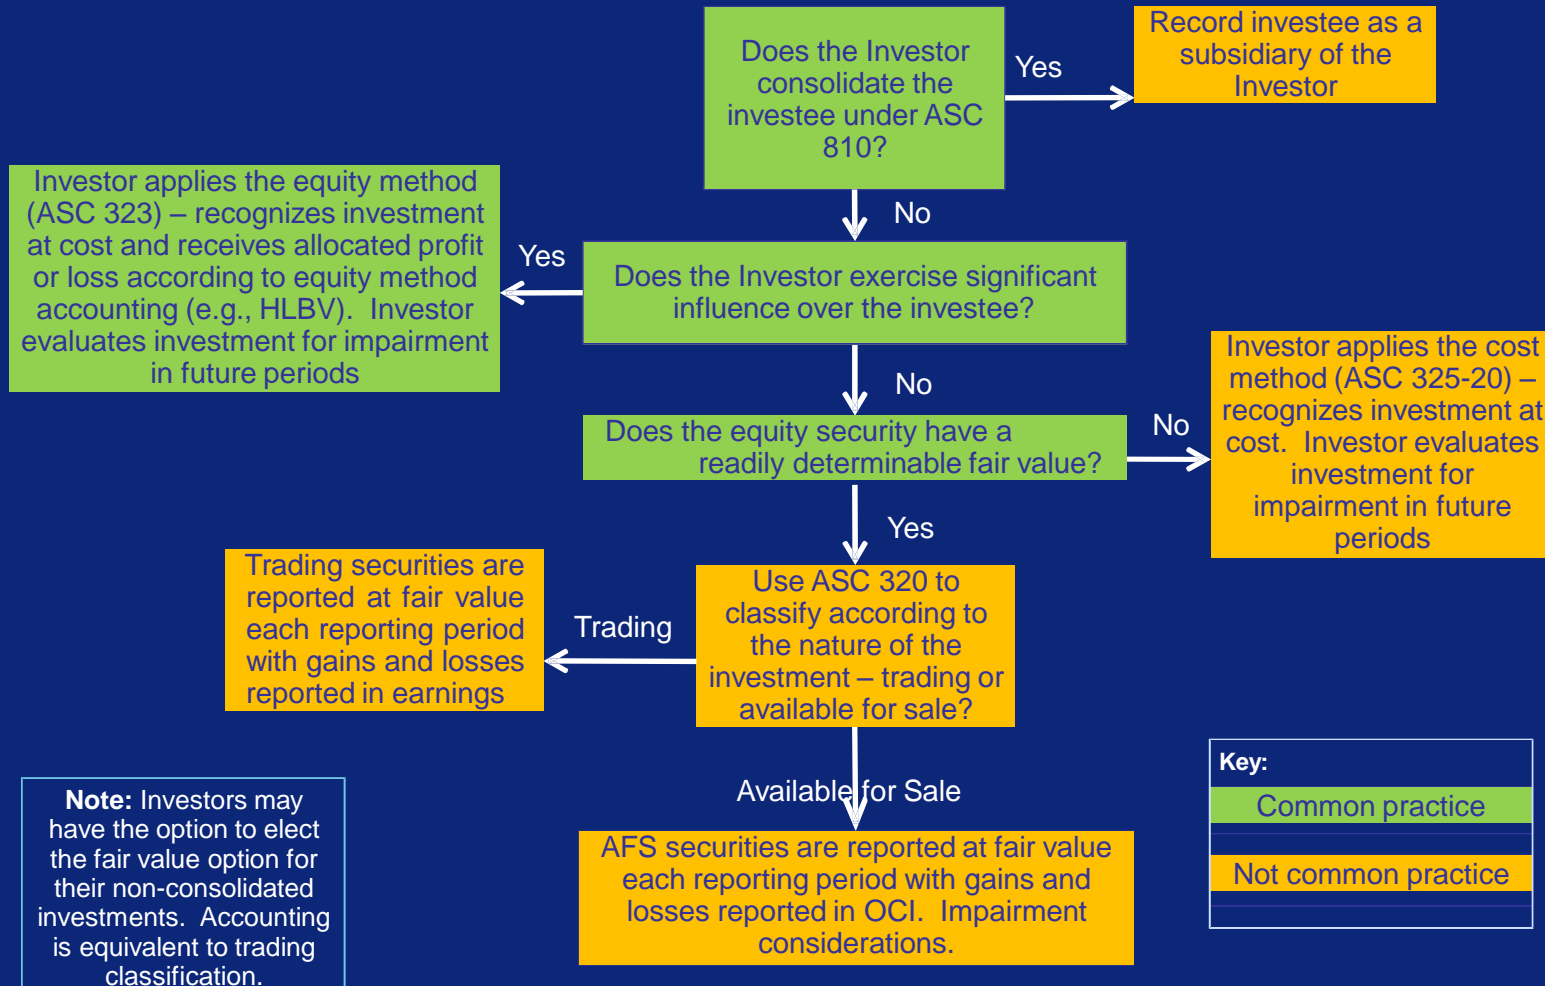 Does the Investor
consolidate the
investee under ASC
810?
Yes
Record investee as a
subsidiary of the
Investor
No
Investor applies the equity method
(ASC 323) – recognizes investment
at cost and receives allocated profit
or loss according to equity method
accounting (e.g., HLBV).  Investor
evaluates investment for impairment
in future periods
Yes
Does the Investor exercise significant
influence over the investee?
No
Does the equity security have a
readily determinable fair value?
No
Investor applies the cost
method (ASC 325-20) –
recognizes investment at
cost.  Investor evaluates
investment for
impairment in future
periods
Yes
Trading securities are
reported at fair value
each reporting period
with gains and losses
reported in earnings
Trading
Use ASC 320 to
classify according to
the nature of the
investment – trading or
available for sale?
Available for Sale
AFS securities are reported at fair value
each reporting period with gains and
losses reported in OCI.  Impairment
considerations.
Note: Investors may
have the option to elect
the fair value option for
their non-consolidated
investments.  Accounting
is equivalent to trading
classification.
Key:
Common practice
Not common practice